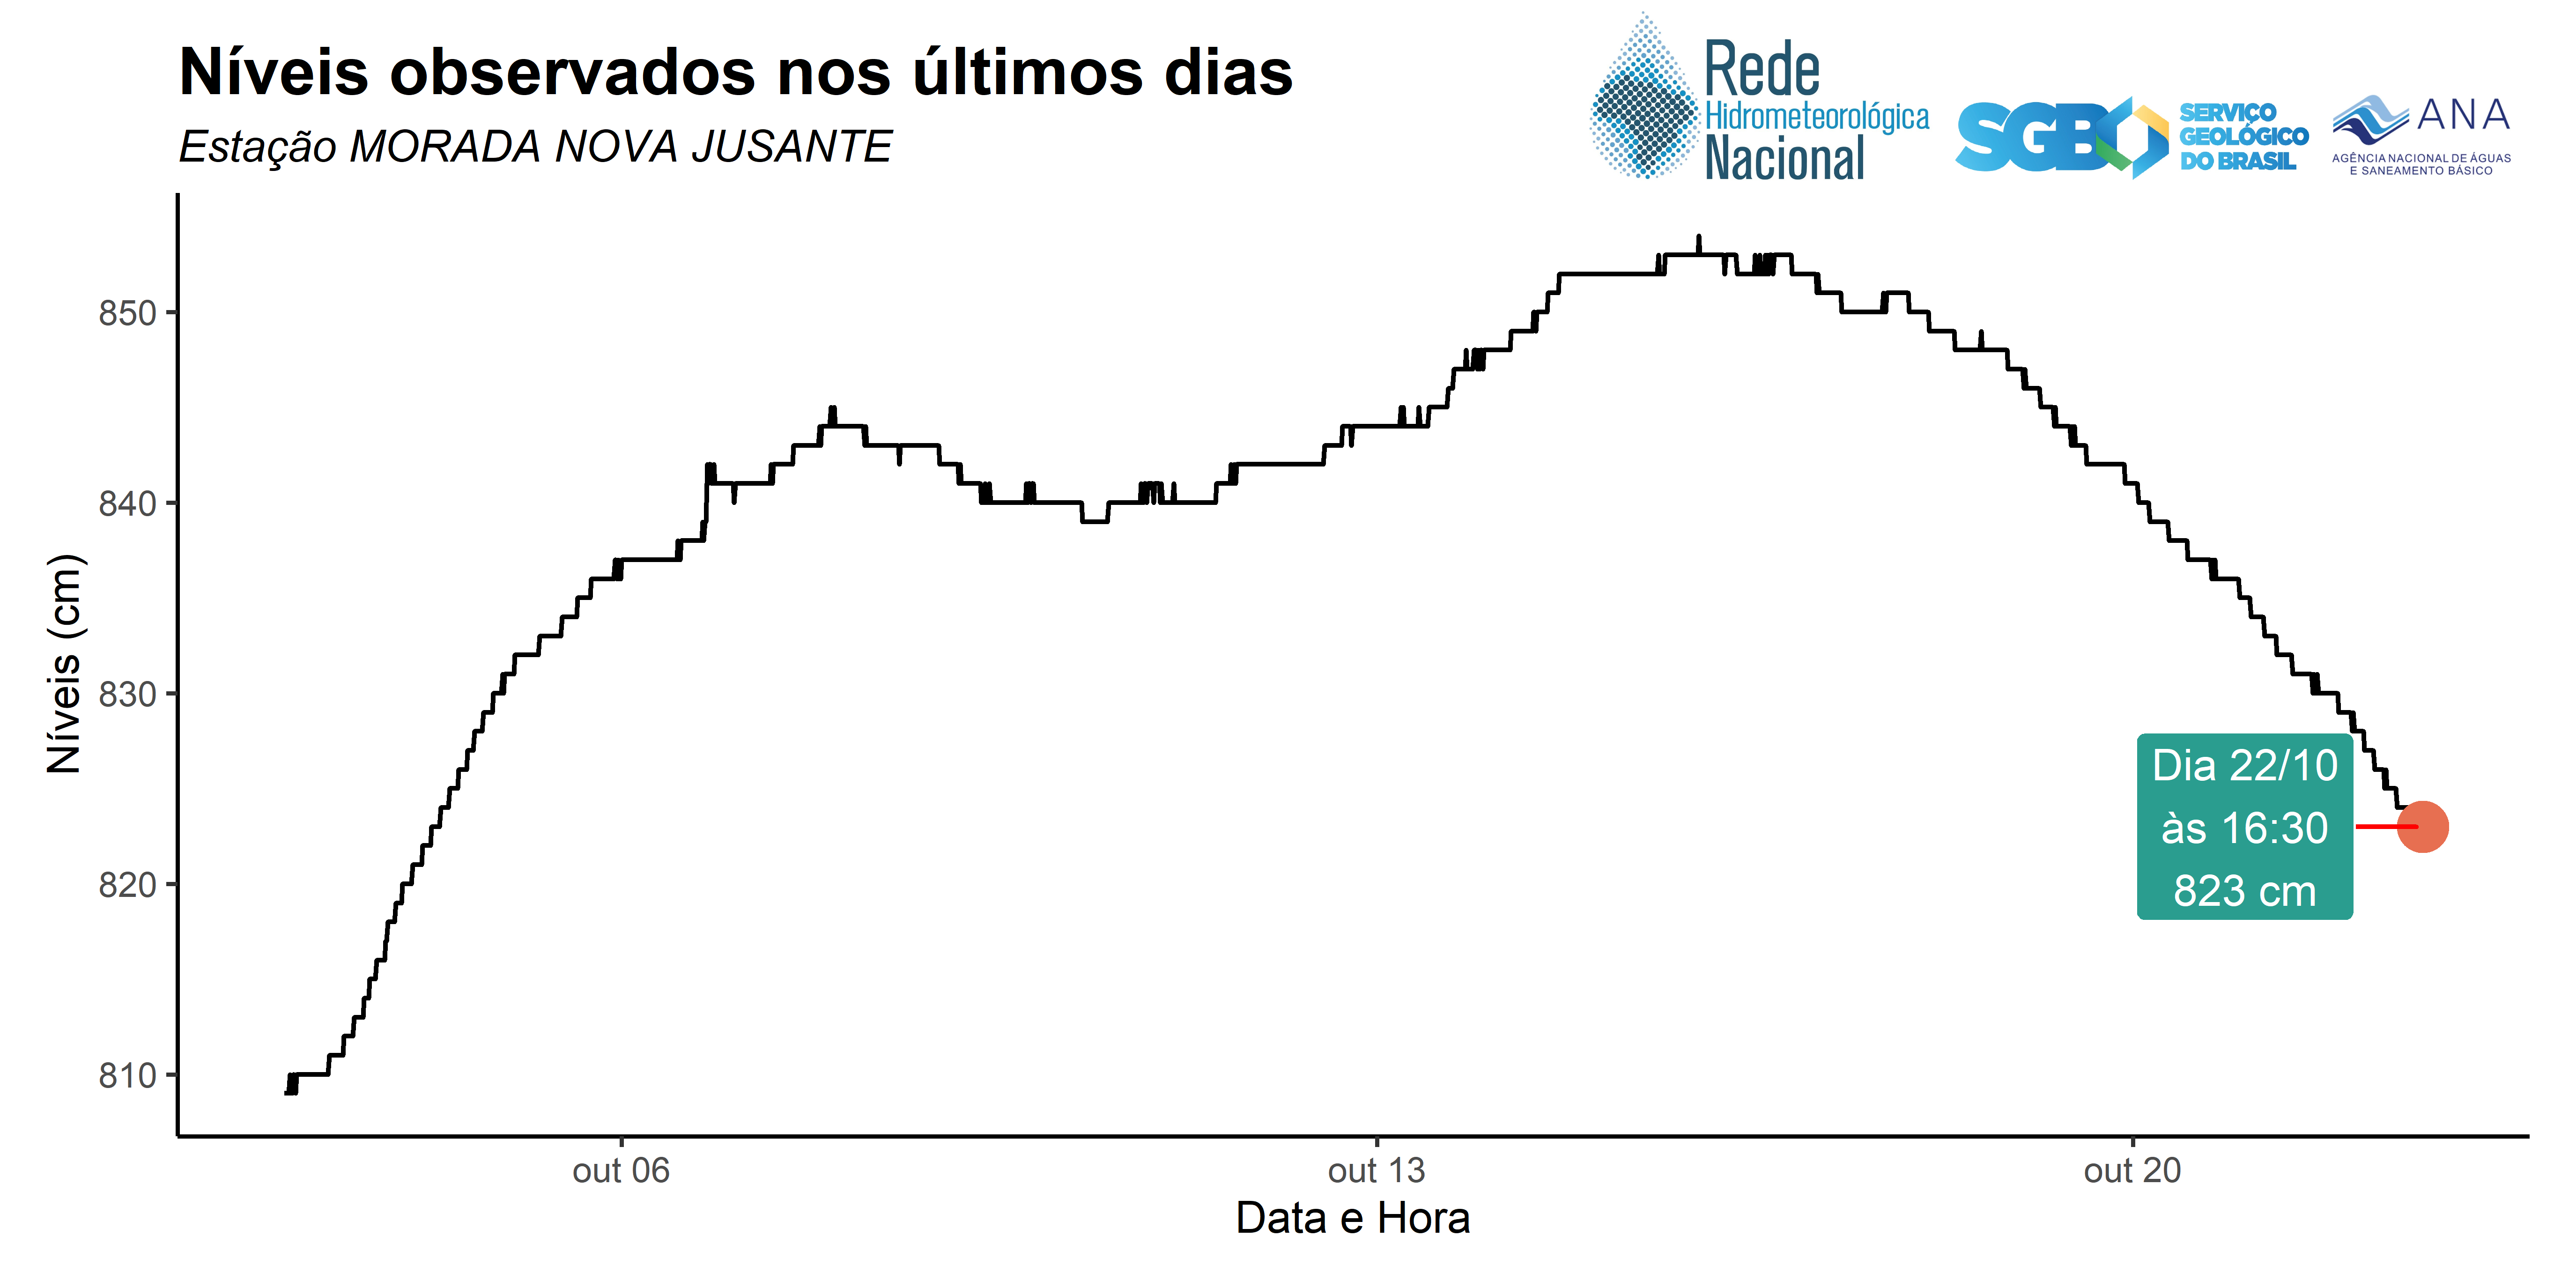 Níveis observados nos últimos dias
Estação MORADA NOVA JUSANTE
Rede
Hidrometeorológica
Nacional
SGB
SERVIÇO
GEOLÓGICO
DO BRASIL
ANA
AGÊNCIA NACIONAL DE ÁGUAS
E SANEAMENTO BÁSICO
Níveis (cm)
850
840
830
820
810
Dia 22/10
às 16:30
823 cm
out 06
out 13
out 20
Data e Hora